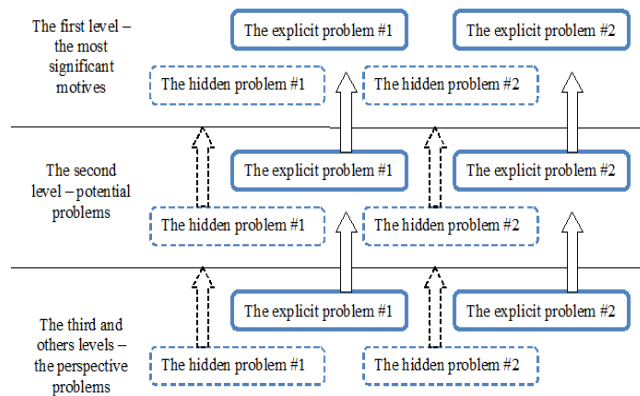 The first level –
the most
significant
motives
The explicit problem #1
The explicit problem #2
The hidden problem #1
The hidden problem #2
The second
level – potential
problems
The explicit problem #1
The explicit problem #2
The hidden problem #1
The hidden problem #2
The third and
others levels –
the perspective
problems
The explicit problem #1
The explicit problem #2
The hidden problem #1
The hidden problem #2